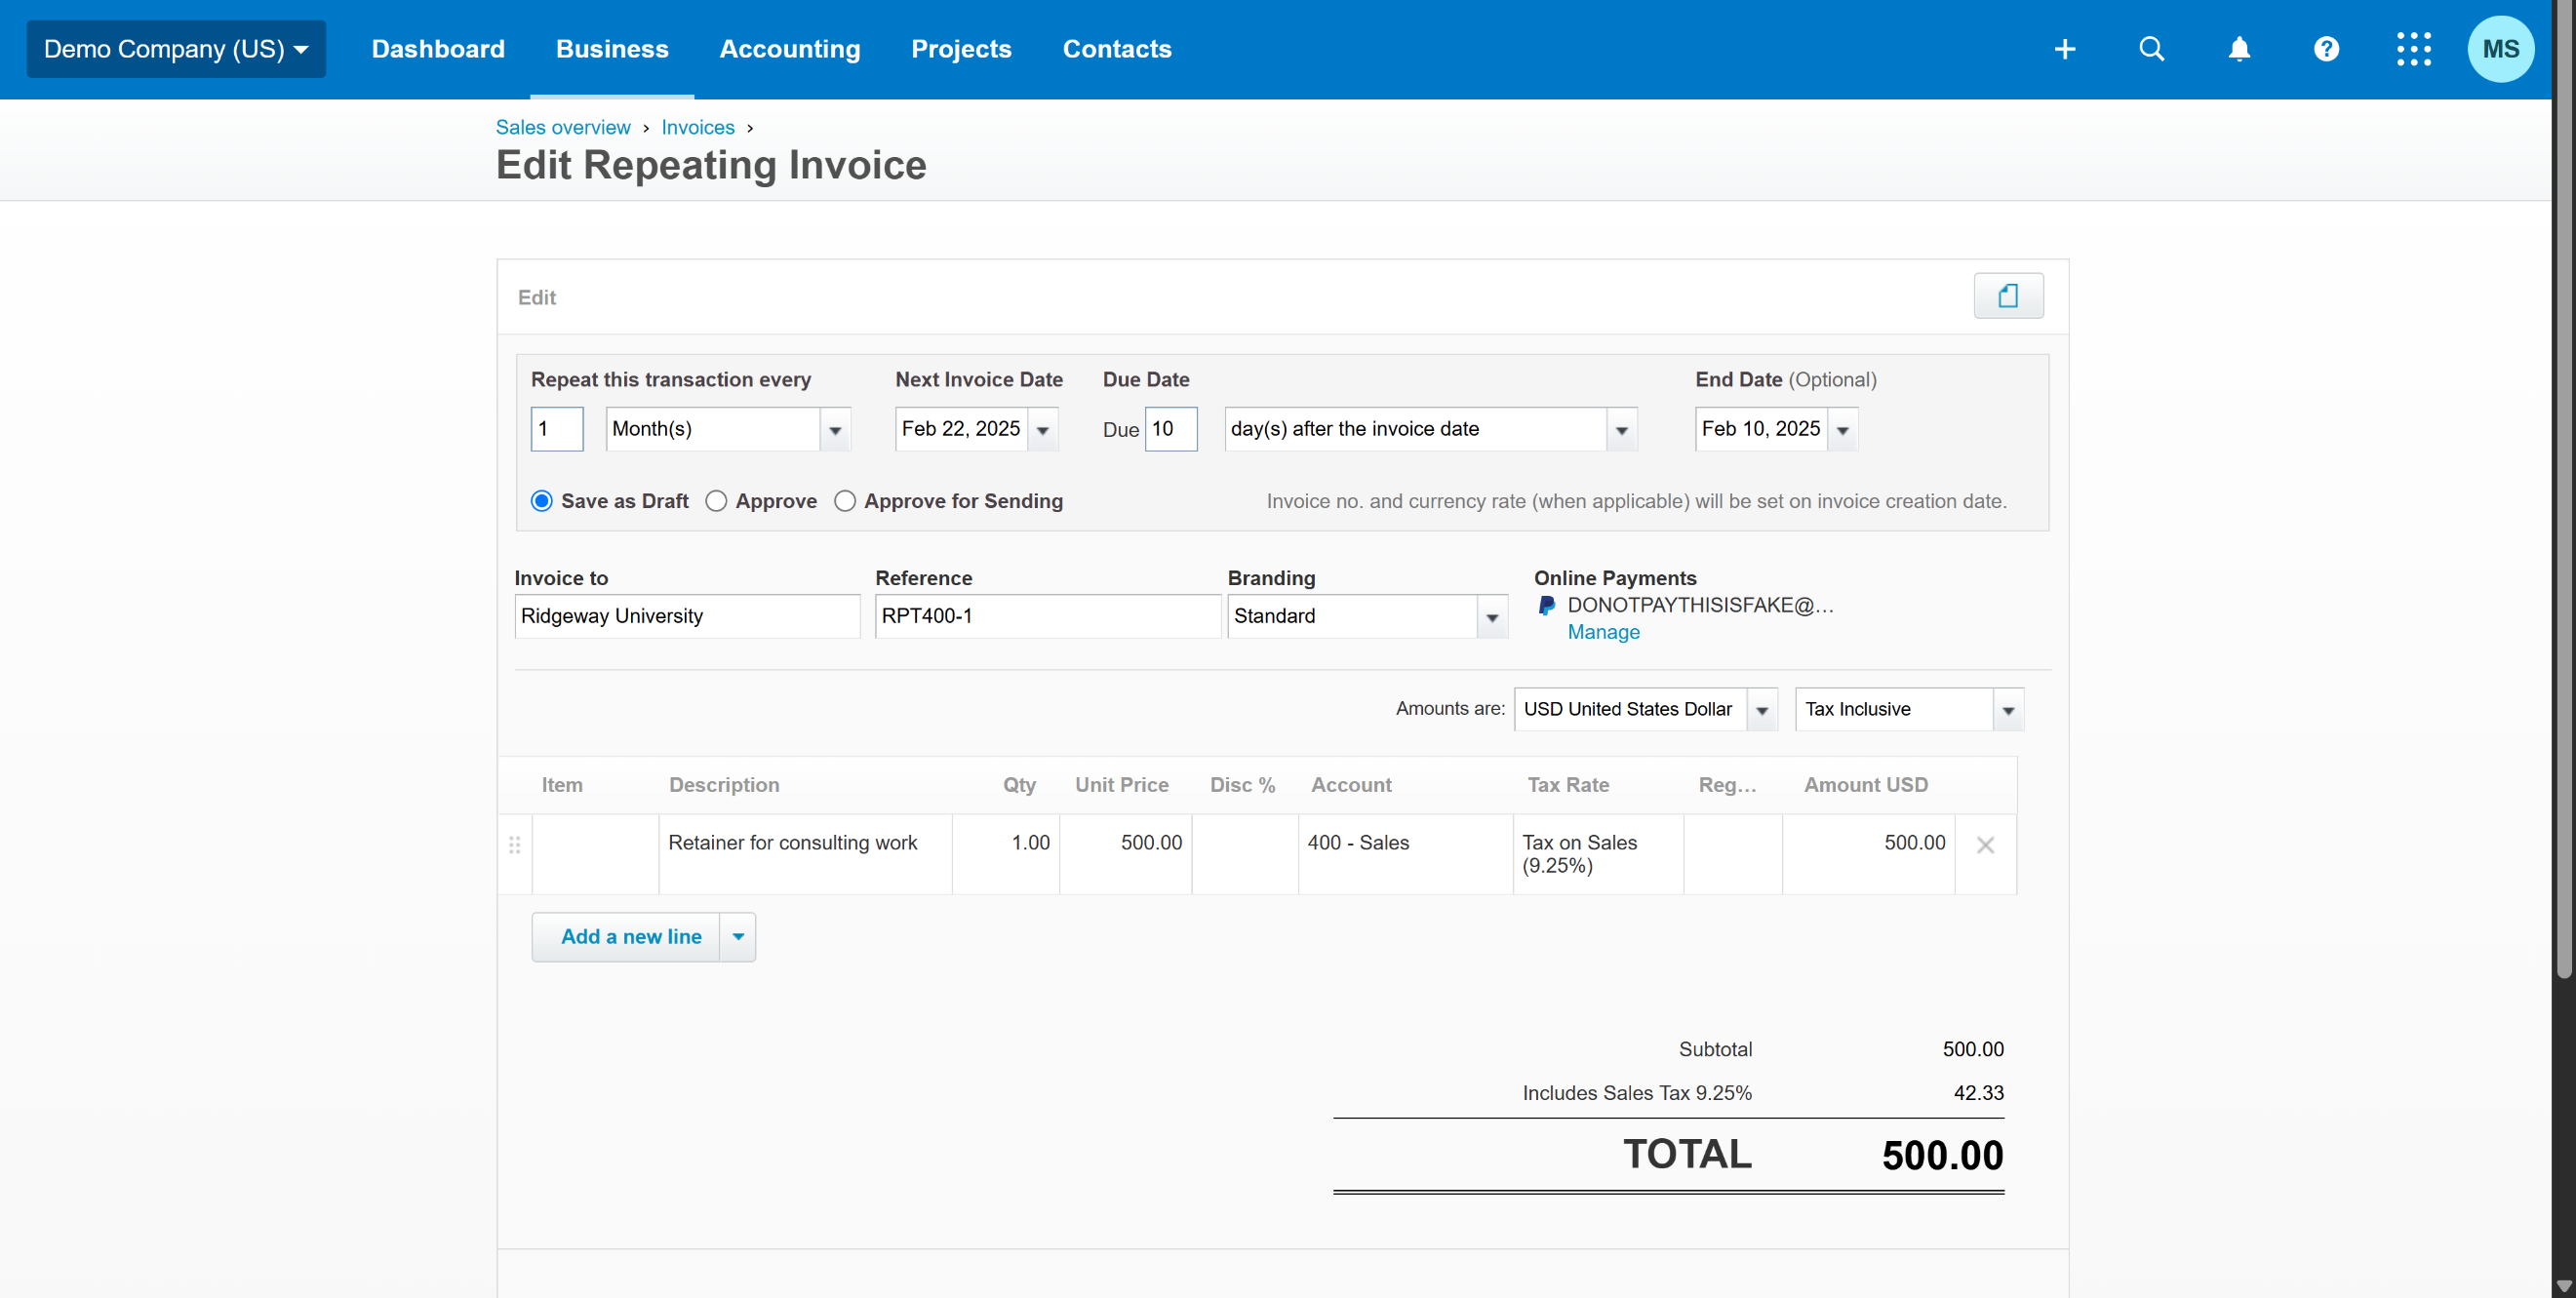 Demo Company (US)
Dashboard
Business
Accounting
Projects
Contacts
MS
Sales overview › Invoices ›
Edit Repeating Invoice
Edit
Repeat this transaction every
Next Invoice Date
Due Date
End Date (Optional)
1
Month(s)
Feb 22, 2025
Due 10
day(s) after the invoice date
Feb 10, 2025
Save as Draft
Approve
Approve for Sending
Invoice no. and currency rate (when applicable) will be set on invoice creation date.
Invoice to
Reference
Branding
Online Payments
Ridgeway University
RPT400-1
Standard
DONOTPAYTHISISFAKE@...
Manage
Amounts are:
USD United States Dollar
Tax Inclusive
Item
Description
Qty
Unit Price
Disc %
Account
Tax Rate
Reg...
Amount USD
Retainer for consulting work
1.00
500.00
400 - Sales
Tax on Sales
(9.25%)
500.00
Add a new line
Subtotal 500.00
Includes Sales Tax 9.25% 42.33
TOTAL 500.00